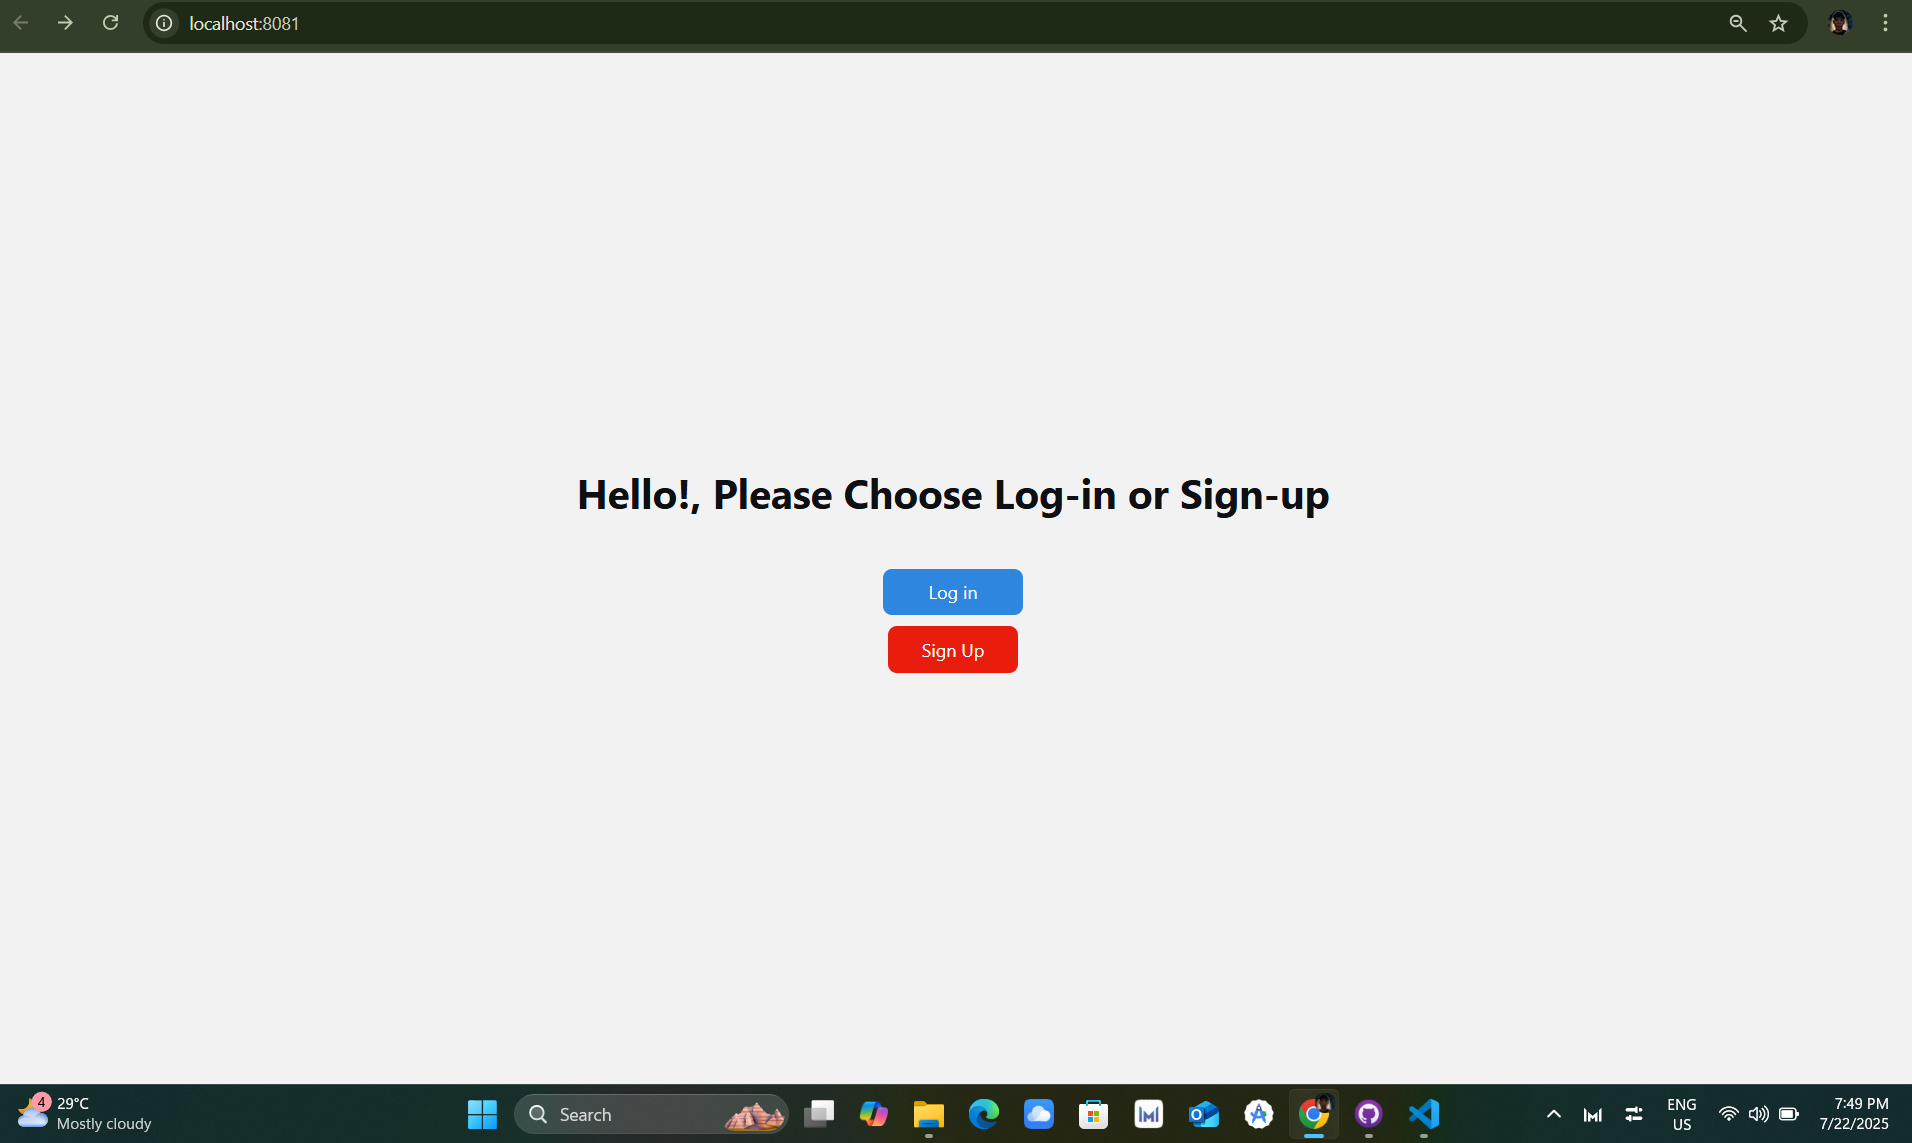 localhost:8081
Hello!, Please Choose Log-in or Sign-up
Log in
Sign Up
4
29°C
Mostly cloudy
Search
ENG
US
7:49 PM
7/22/2025